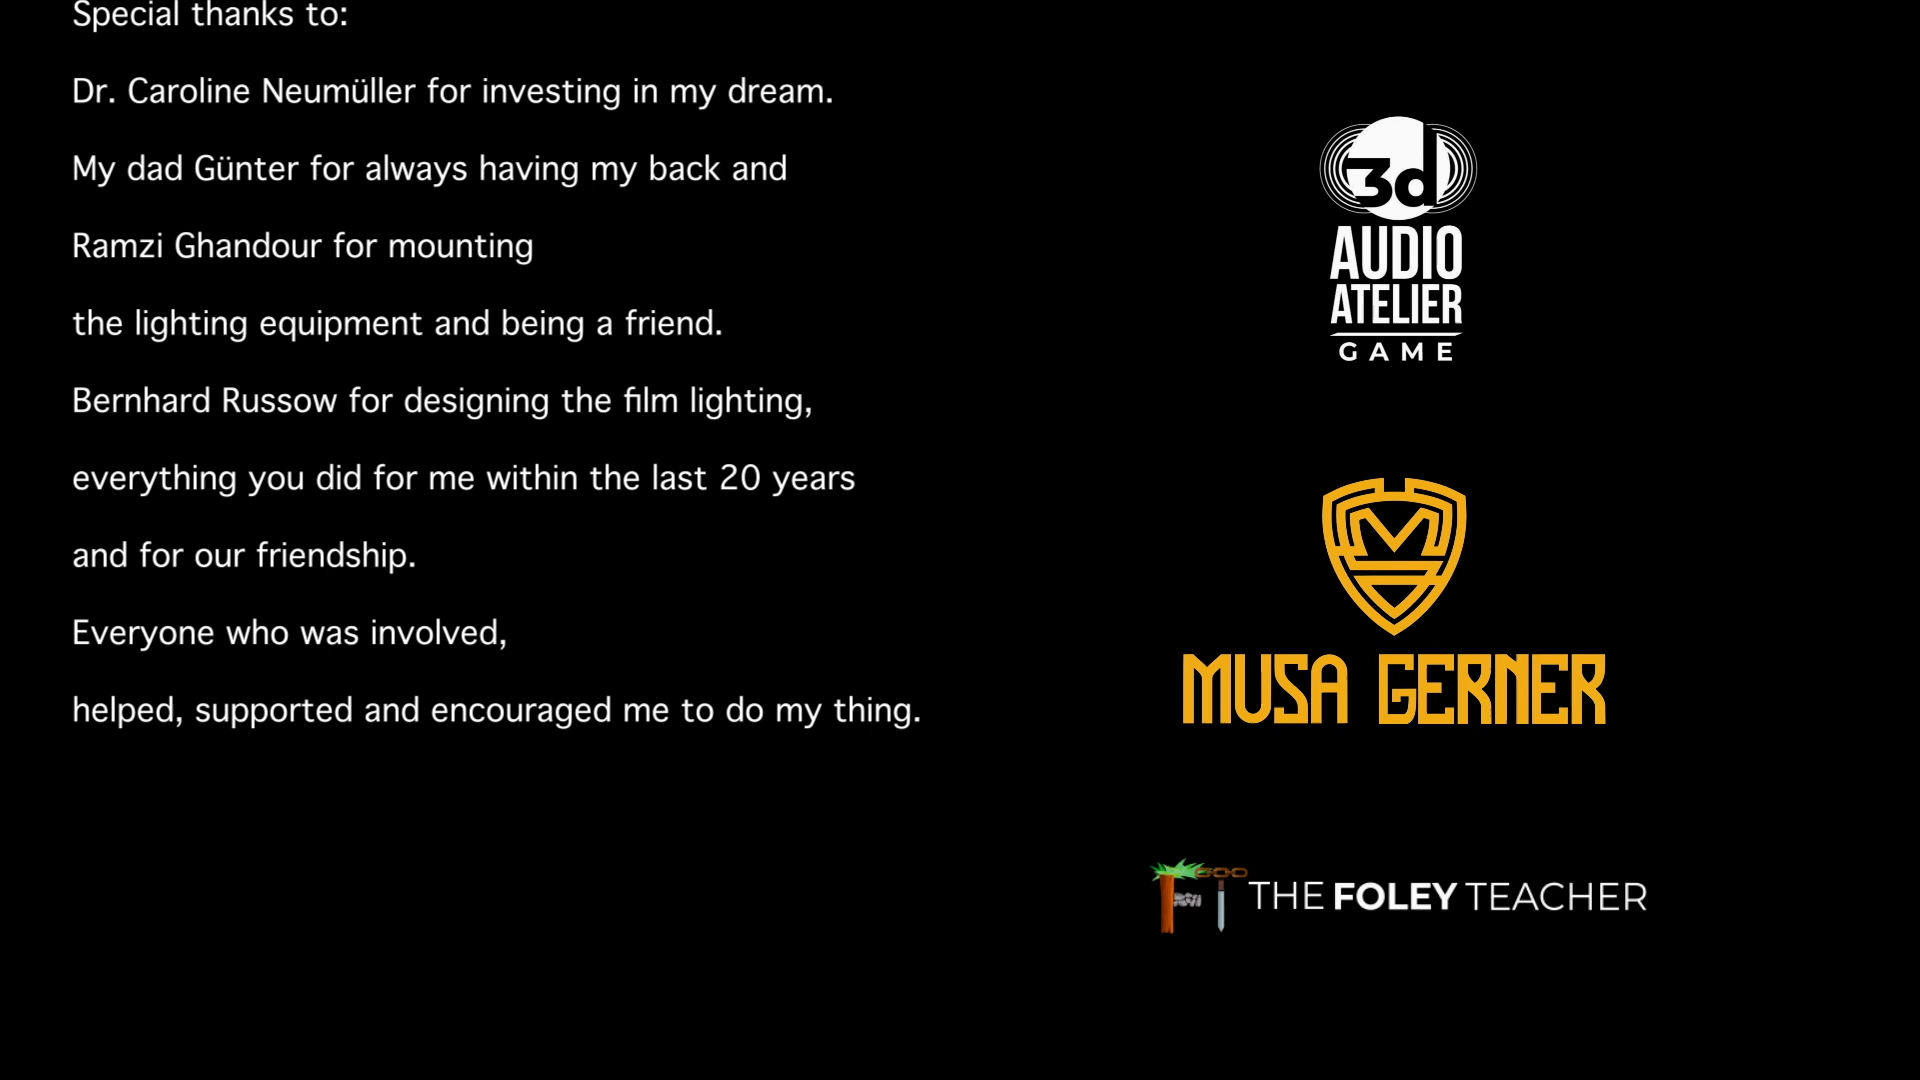 Special thanks to:
Dr. Caroline Neumüller for investing in my dream.
My dad Günter for always having my back and
Ramzi Ghandour for mounting
the lighting equipment and being a friend.
Bernhard Russow for designing the film lighting,
everything you did for me within the last 20 years
and for our friendship.
Everyone who was involved,
helped, supported and encouraged me to do my thing.
3d
AUDIO
ATELIER
GAME
MUSA GERNER
THE FOLEY TEACHER